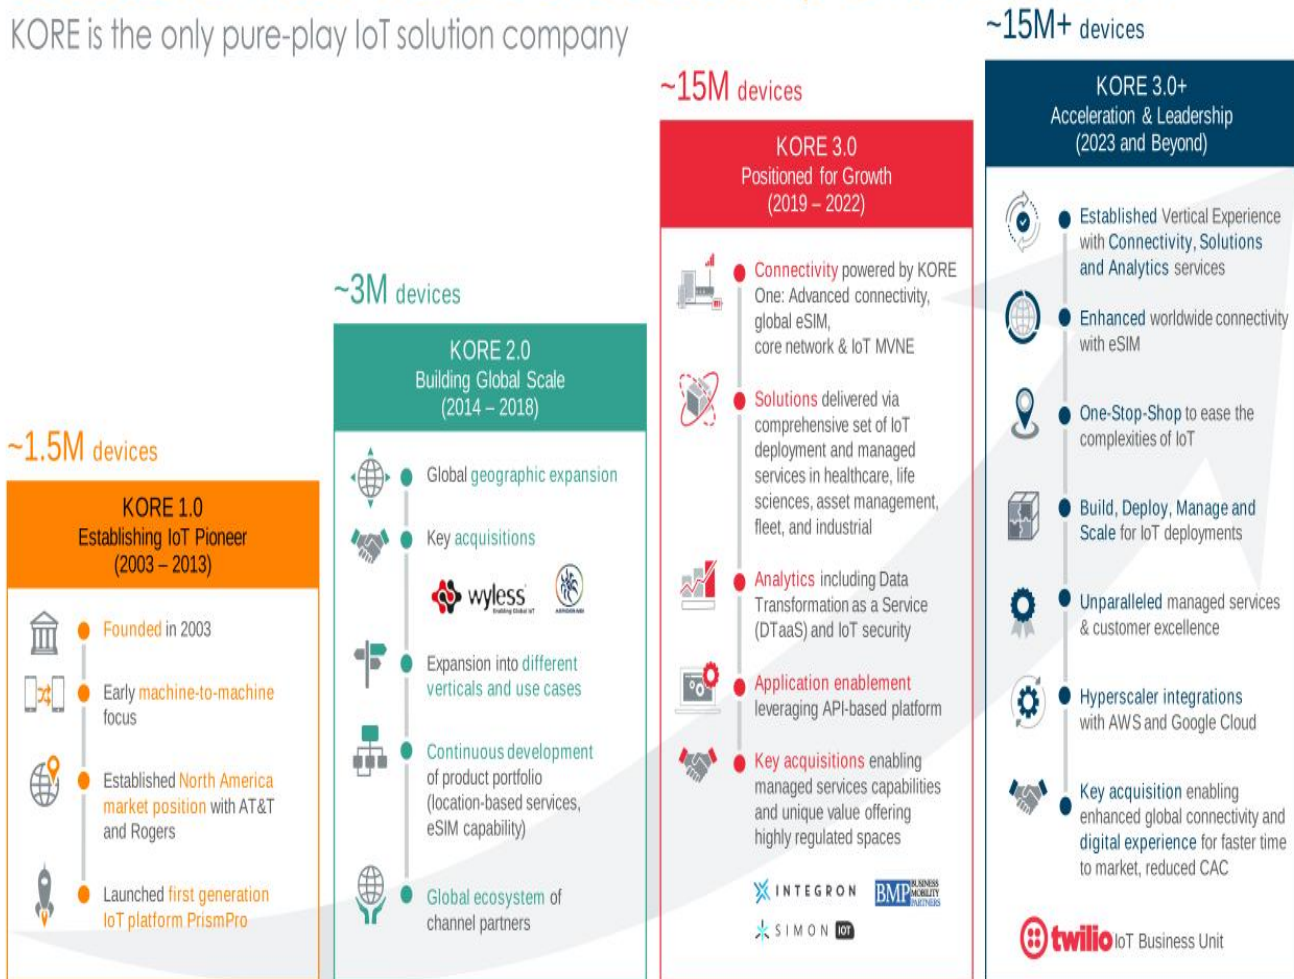 KORE is the only pure-play IoT solution company
~1.5M devices
KORE 1.0
Establishing IoT Pioneer
(2003 – 2013)
Founded in 2003
Early machine-to-machine
focus
Established North America
market position with AT&T
and Rogers
Launched first generation
IoT platform PrismPro
~3M devices
KORE 2.0
Building Global Scale
(2014 – 2018)
Global geographic expansion
Key acquisitions
wyless
Enabling Global IoT
Expansion into different
verticals and use cases
Continuous development
of product portfolio
(location-based services,
eSIM capability)
Global ecosystem of
channel partners
~15M devices
KORE 3.0
Positioned for Growth
(2019 – 2022)
Connectivity powered by KORE
One: Advanced connectivity,
global eSIM,
core network & IoT MVNE
Solutions delivered via
comprehensive set of IoT
deployment and managed
services in healthcare, life
sciences, asset management,
fleet, and industrial
Analytics including Data
Transformation as a Service
(DTaaS) and IoT security
Application enablement
leveraging API-based platform
Key acquisitions enabling
managed services capabilities
and unique value offering
highly regulated spaces
INTEGRON
BMP BUSINESS MOBILITY PARTNERS
SIMON IOT
~15M+ devices
KORE 3.0+
Acceleration & Leadership
(2023 and Beyond)
Established Vertical Experience
with Connectivity, Solutions
and Analytics services
Enhanced worldwide connectivity
with eSIM
One-Stop-Shop to ease the
complexities of IoT
Build, Deploy, Manage and
Scale for IoT deployments
Unparalleled managed services
& customer excellence
Hyperscaler integrations
with AWS and Google Cloud
Key acquisition enabling
enhanced global connectivity and
digital experience for faster time
to market, reduced CAC
twilio IoT Business Unit